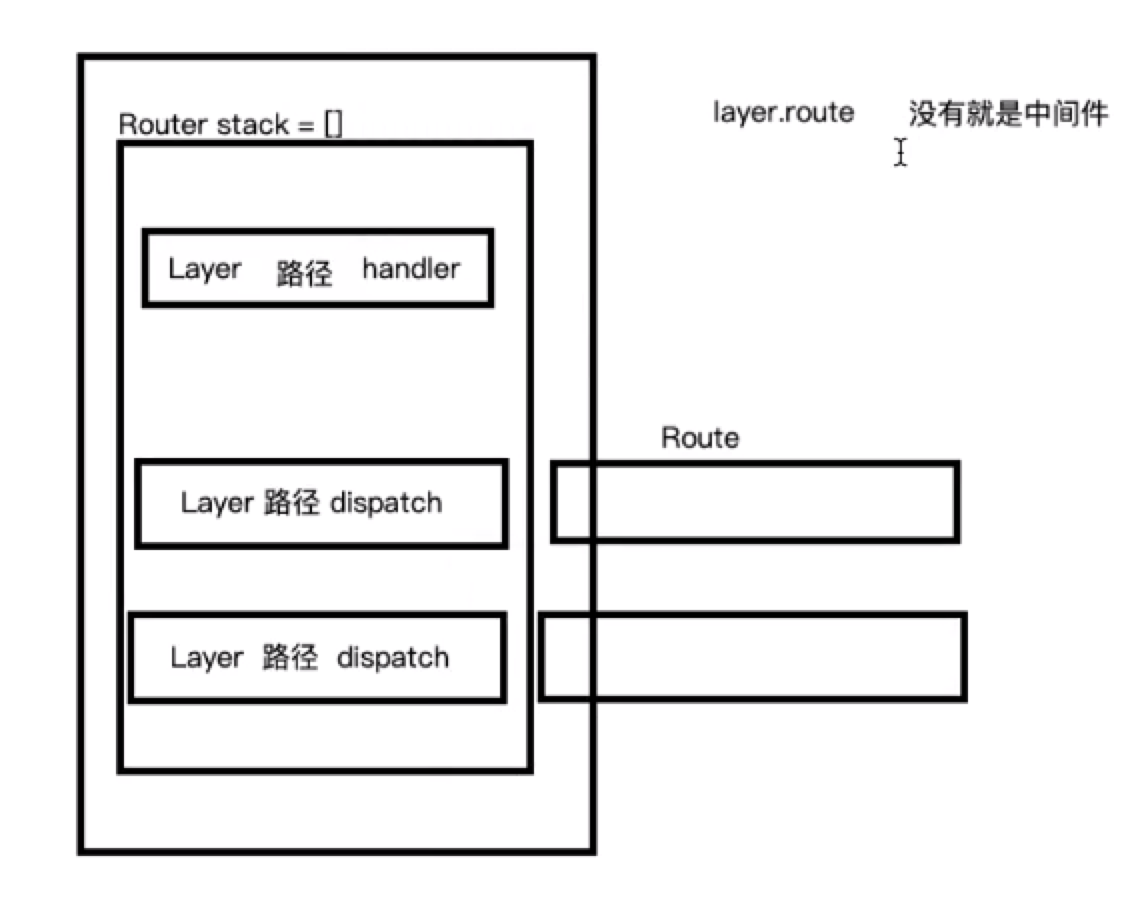 layer.route 没有就是中间件
Router stack = []
Layer 路径 handler
Route
Layer 路径 dispatch
Layer 路径 dispatch